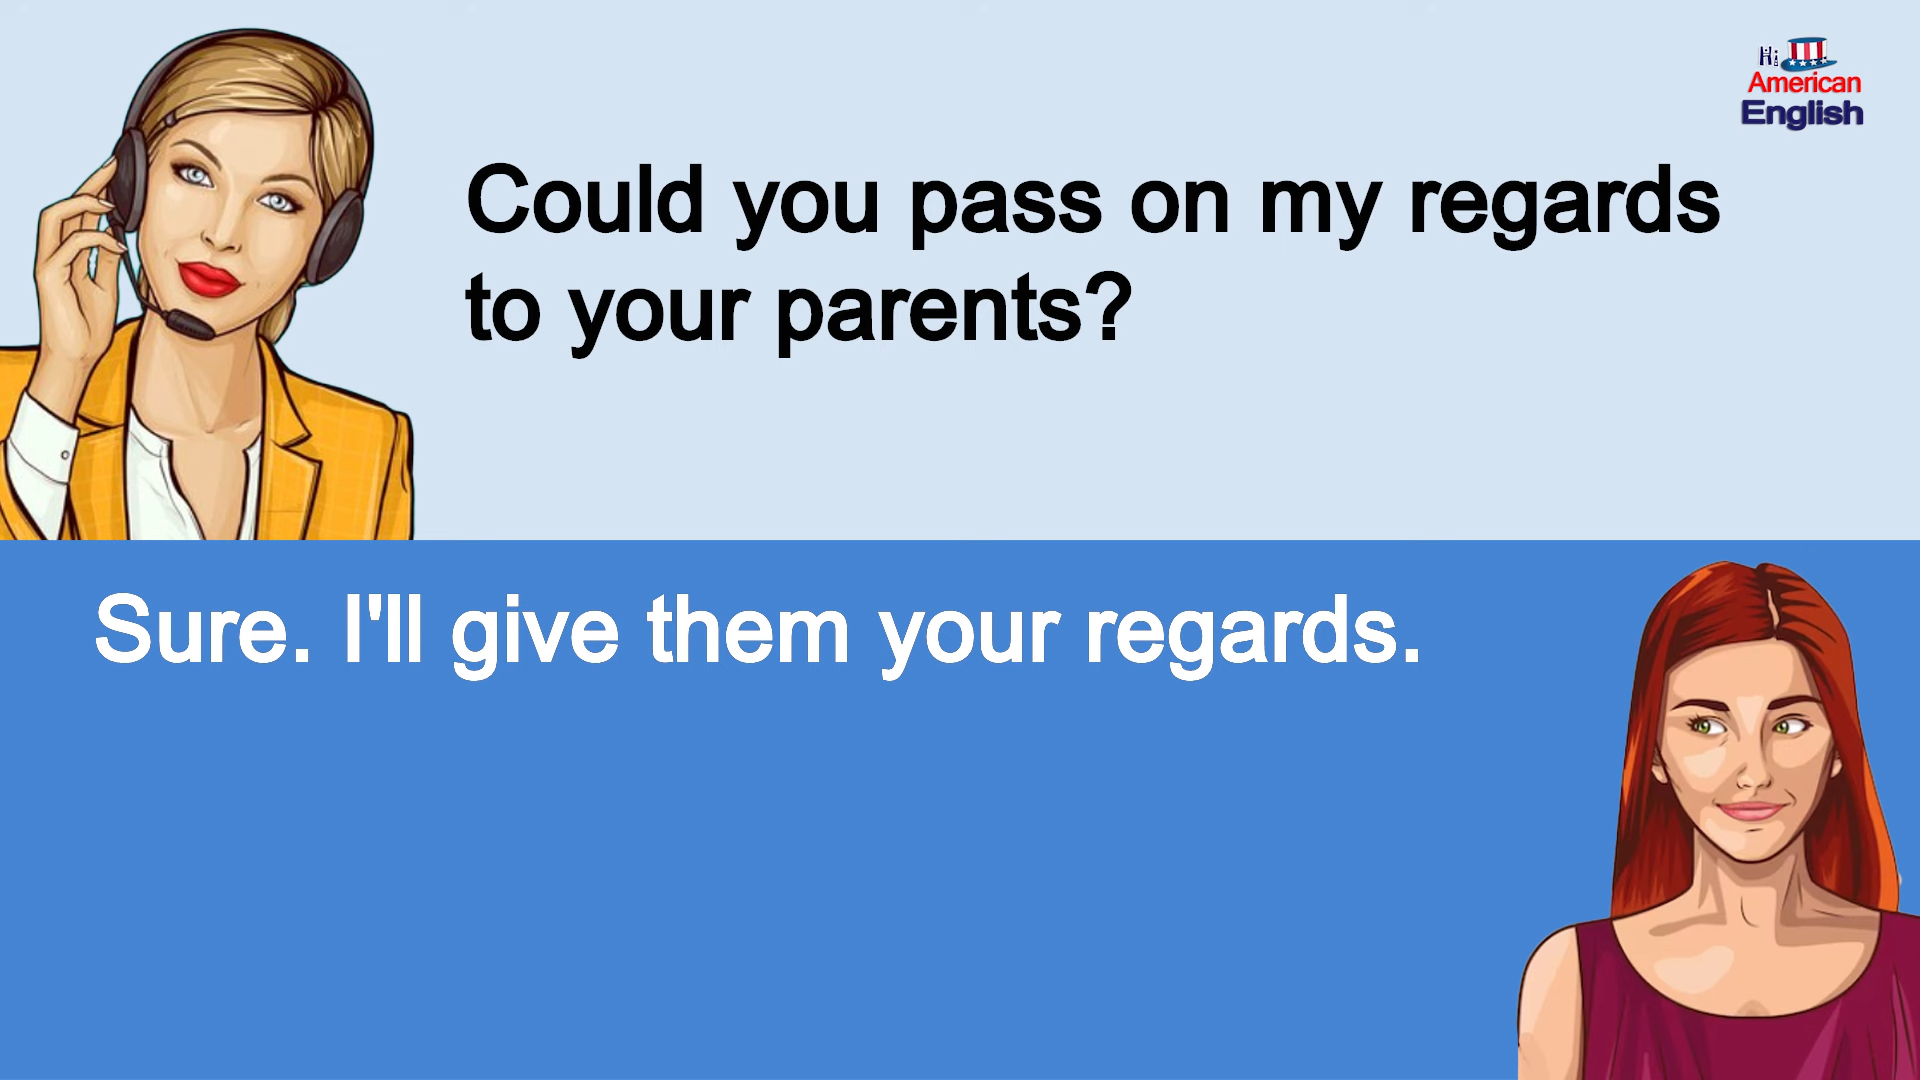 Hi
American
English
Could you pass on my regards
to your parents?
Sure. I'll give them your regards.